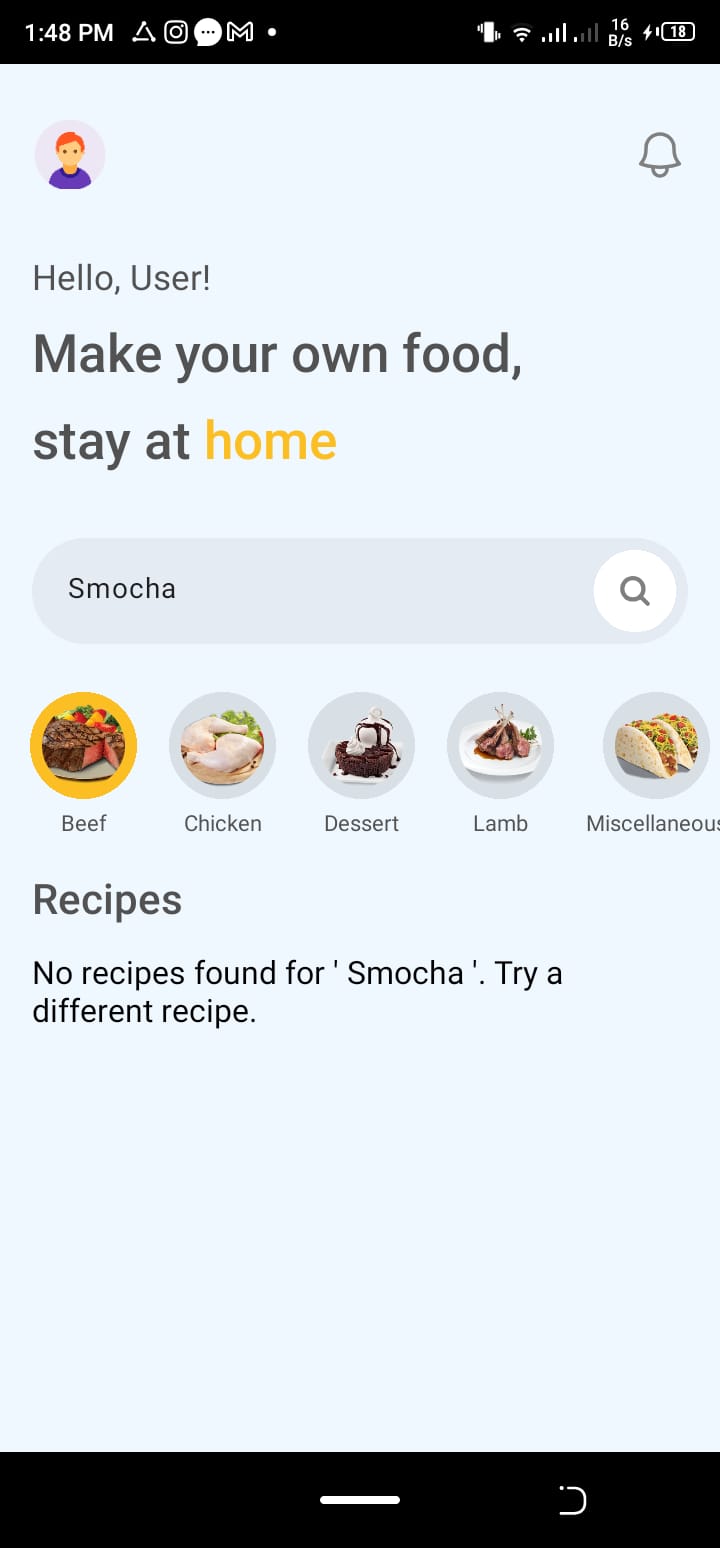 1:48 PM
16
B/s
18
Hello, User!
Make your own food,
stay at home
Smocha
Beef
Chicken
Dessert
Lamb
Miscellaneous
Recipes
No recipes found for ' Smocha '. Try a
different recipe.